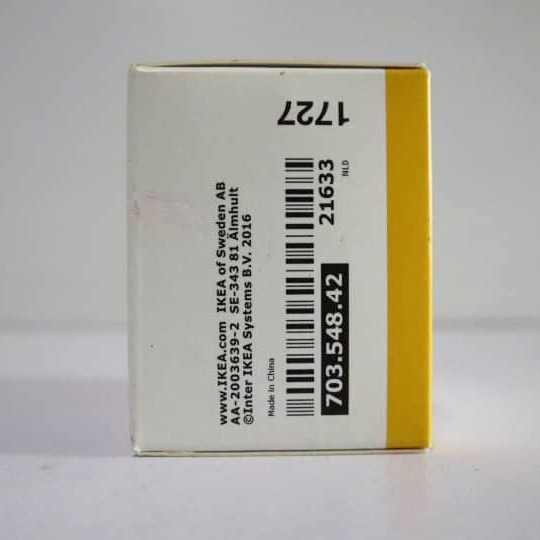 1727
www.IKEA.com IKEA of Sweden AB
AA-2003639-2 SE-343 81 Älmhult
©Inter IKEA Systems B.V. 2016
Made in China
703.548.42
21633
NLD